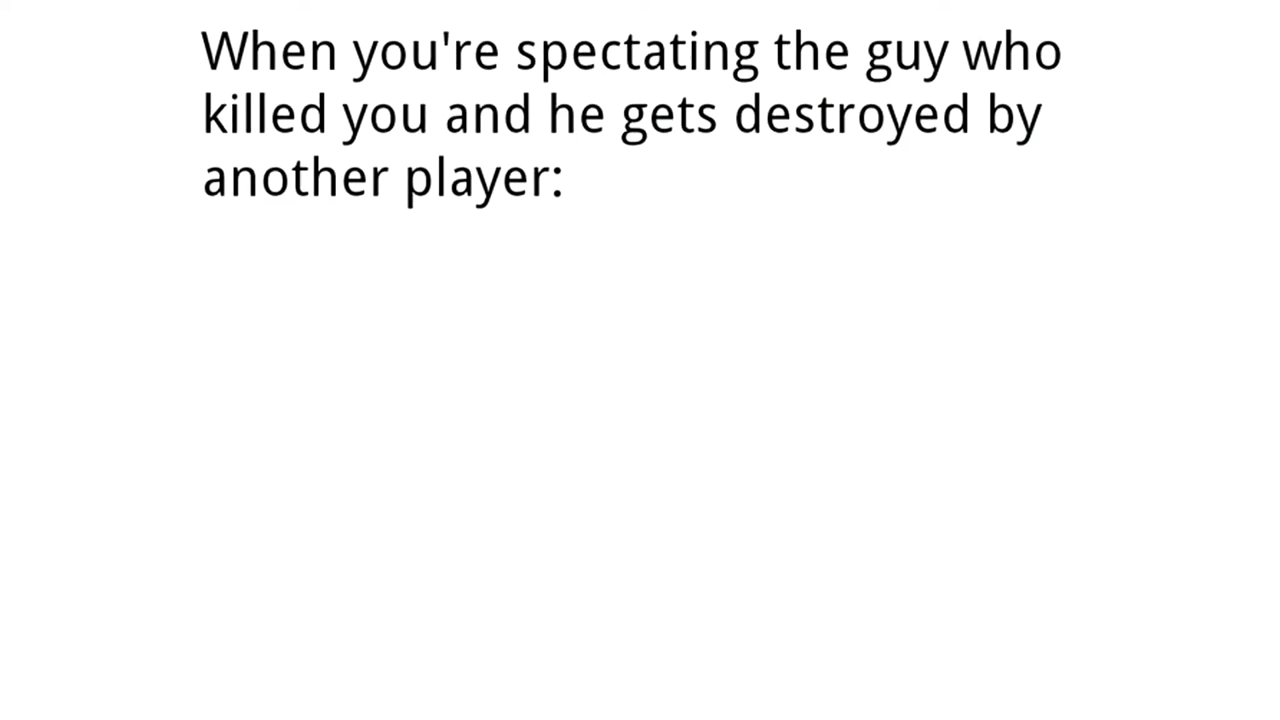 When you're spectating the guy who
killed you and he gets destroyed by
another player: